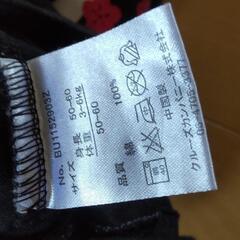 No. BU11529932
サイズ 50-60
身長 50-60
体重 3-6kg
品質 綿 100%
中国製
クルーズカンパニー株式会社